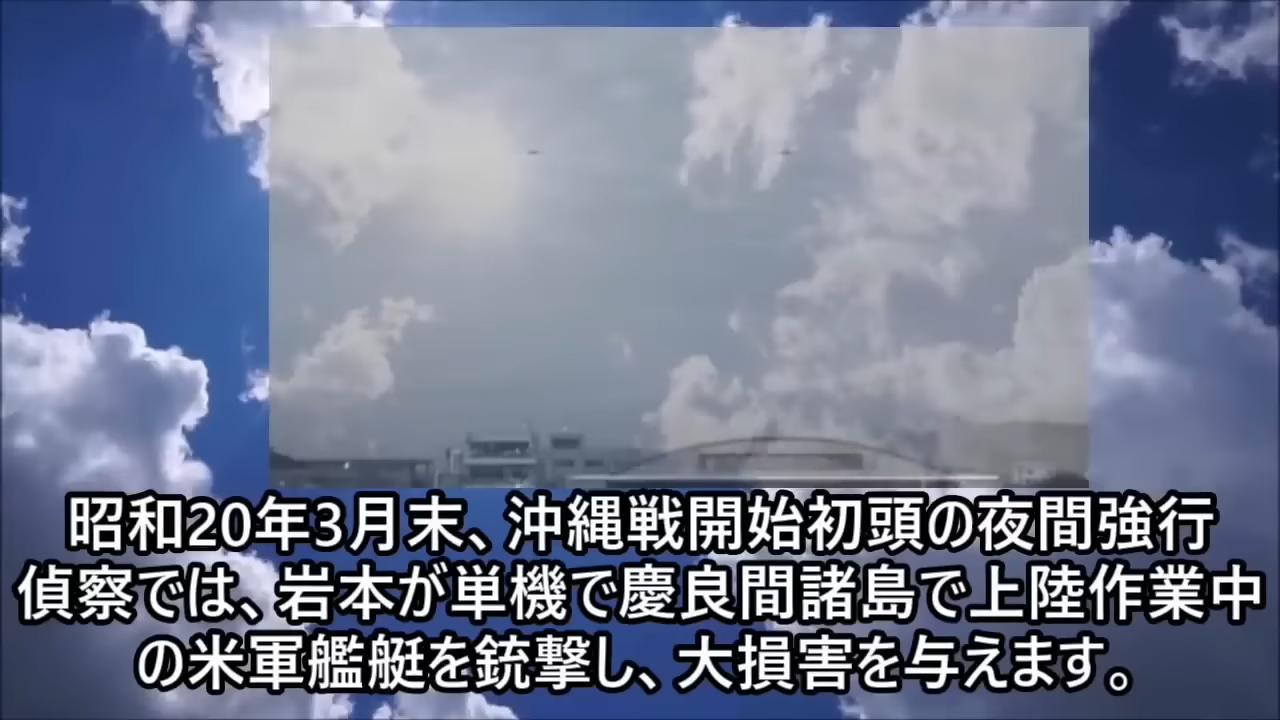 昭和20年3月末、沖縄戦開始初頭の夜間強行
偵察では、岩本が単機で慶良間諸島で上陸作業中
の米軍艦艇を銃撃し、大損害を与えます。